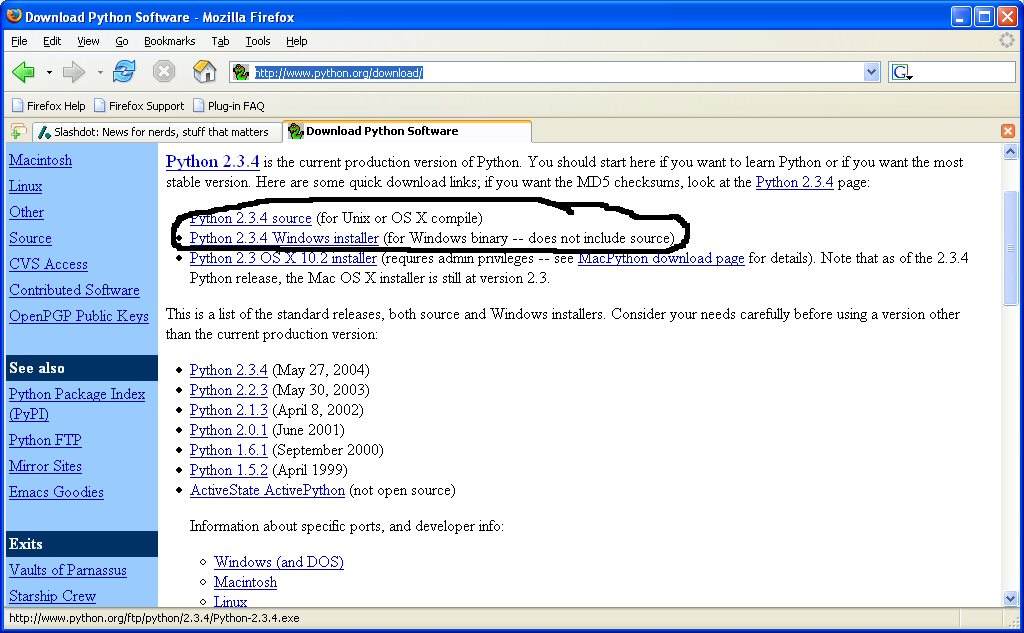 Download Python Software - Mozilla Firefox
File Edit View Go Bookmarks Tab Tools Help
http://www.python.org/download/
G
Firefox Help Firefox Support Plug-in FAQ
Slashdot: News for nerds, stuff that matters Download Python Software
Macintosh
Linux
Other
Source
CVS Access
Contributed Software
OpenPGP Public Keys
See also
Python Package Index
(PyPI)
Python FTP
Mirror Sites
Emacs Goodies
Exits
Vaults of Parnassus
Starship Crew
Python 2.3.4 is the current production version of Python. You should start here if you want to learn Python or if you want the most
stable version. Here are some quick download links; if you want the MD5 checksums, look at the Python 2.3.4 page:
Python 2.3.4 source (for Unix or OS X compile)
Python 2.3.4 Windows installer (for Windows binary -- does not include source)
Python 2.3 OS X 10.2 installer (requires admin privileges -- see MacPython download page for details). Note that as of the 2.3.4
Python release, the Mac OS X installer is still at version 2.3.
This is a list of the standard releases, both source and Windows installers. Consider your needs carefully before using a version other
than the current production version:
Python 2.3.4 (May 27, 2004)
Python 2.2.3 (May 30, 2003)
Python 2.1.3 (April 8, 2002)
Python 2.0.1 (June 2001)
Python 1.6.1 (September 2000)
Python 1.5.2 (April 1999)
ActiveState ActivePython (not open source)
Information about specific ports, and developer info:
Windows (and DOS)
Macintosh
Linux
http://www.python.org/ftp/python/2.3.4/Python-2.3.4.exe